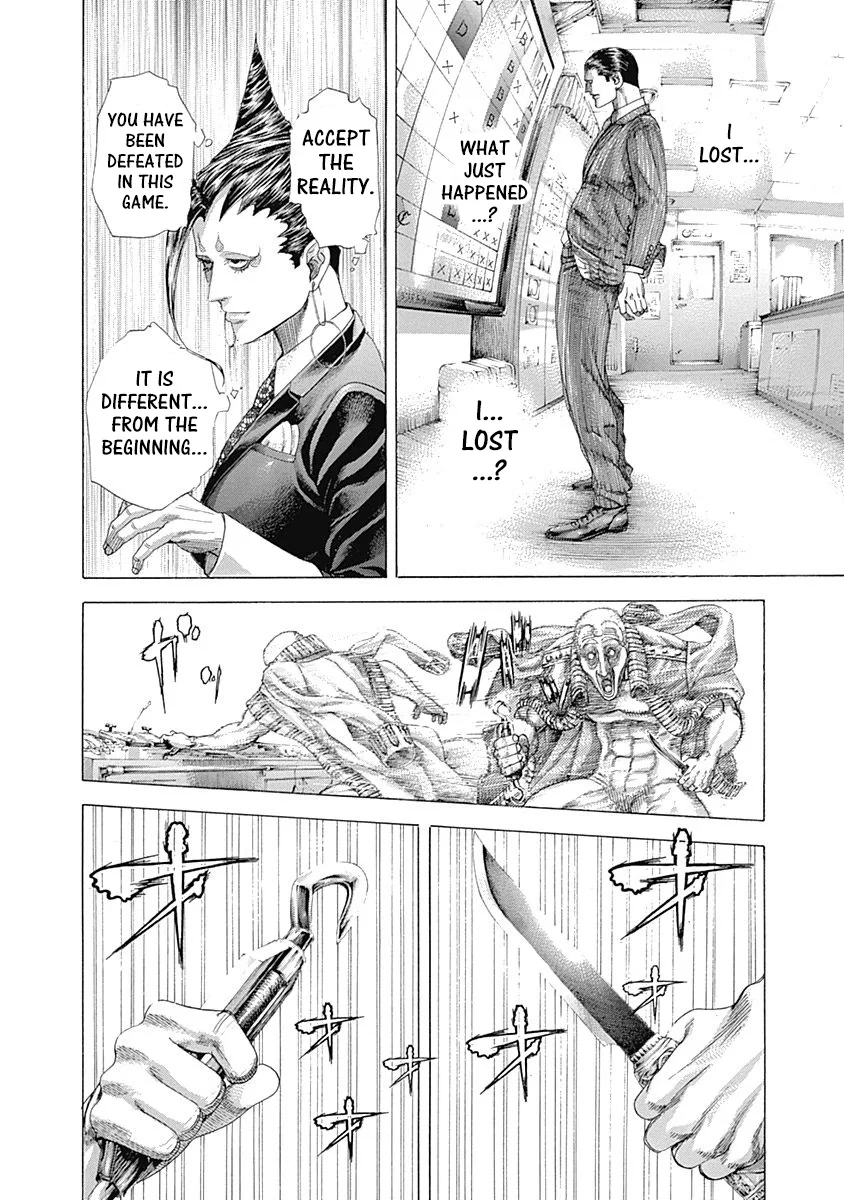 I
LOST...
WHAT
JUST
HAPPENED
...?
I...
LOST
...?
ACCEPT
THE
REALITY.
YOU HAVE
BEEN
DEFEATED
IN THIS
GAME.
IT IS
DIFFERENT...
FROM THE
BEGINNING...